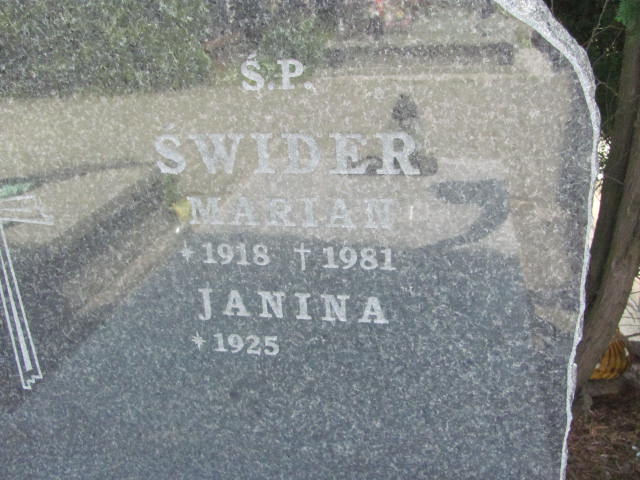 Ś.P.
ŚWIDER
MARIAN
* 1918 † 1981
JANINA
* 1925